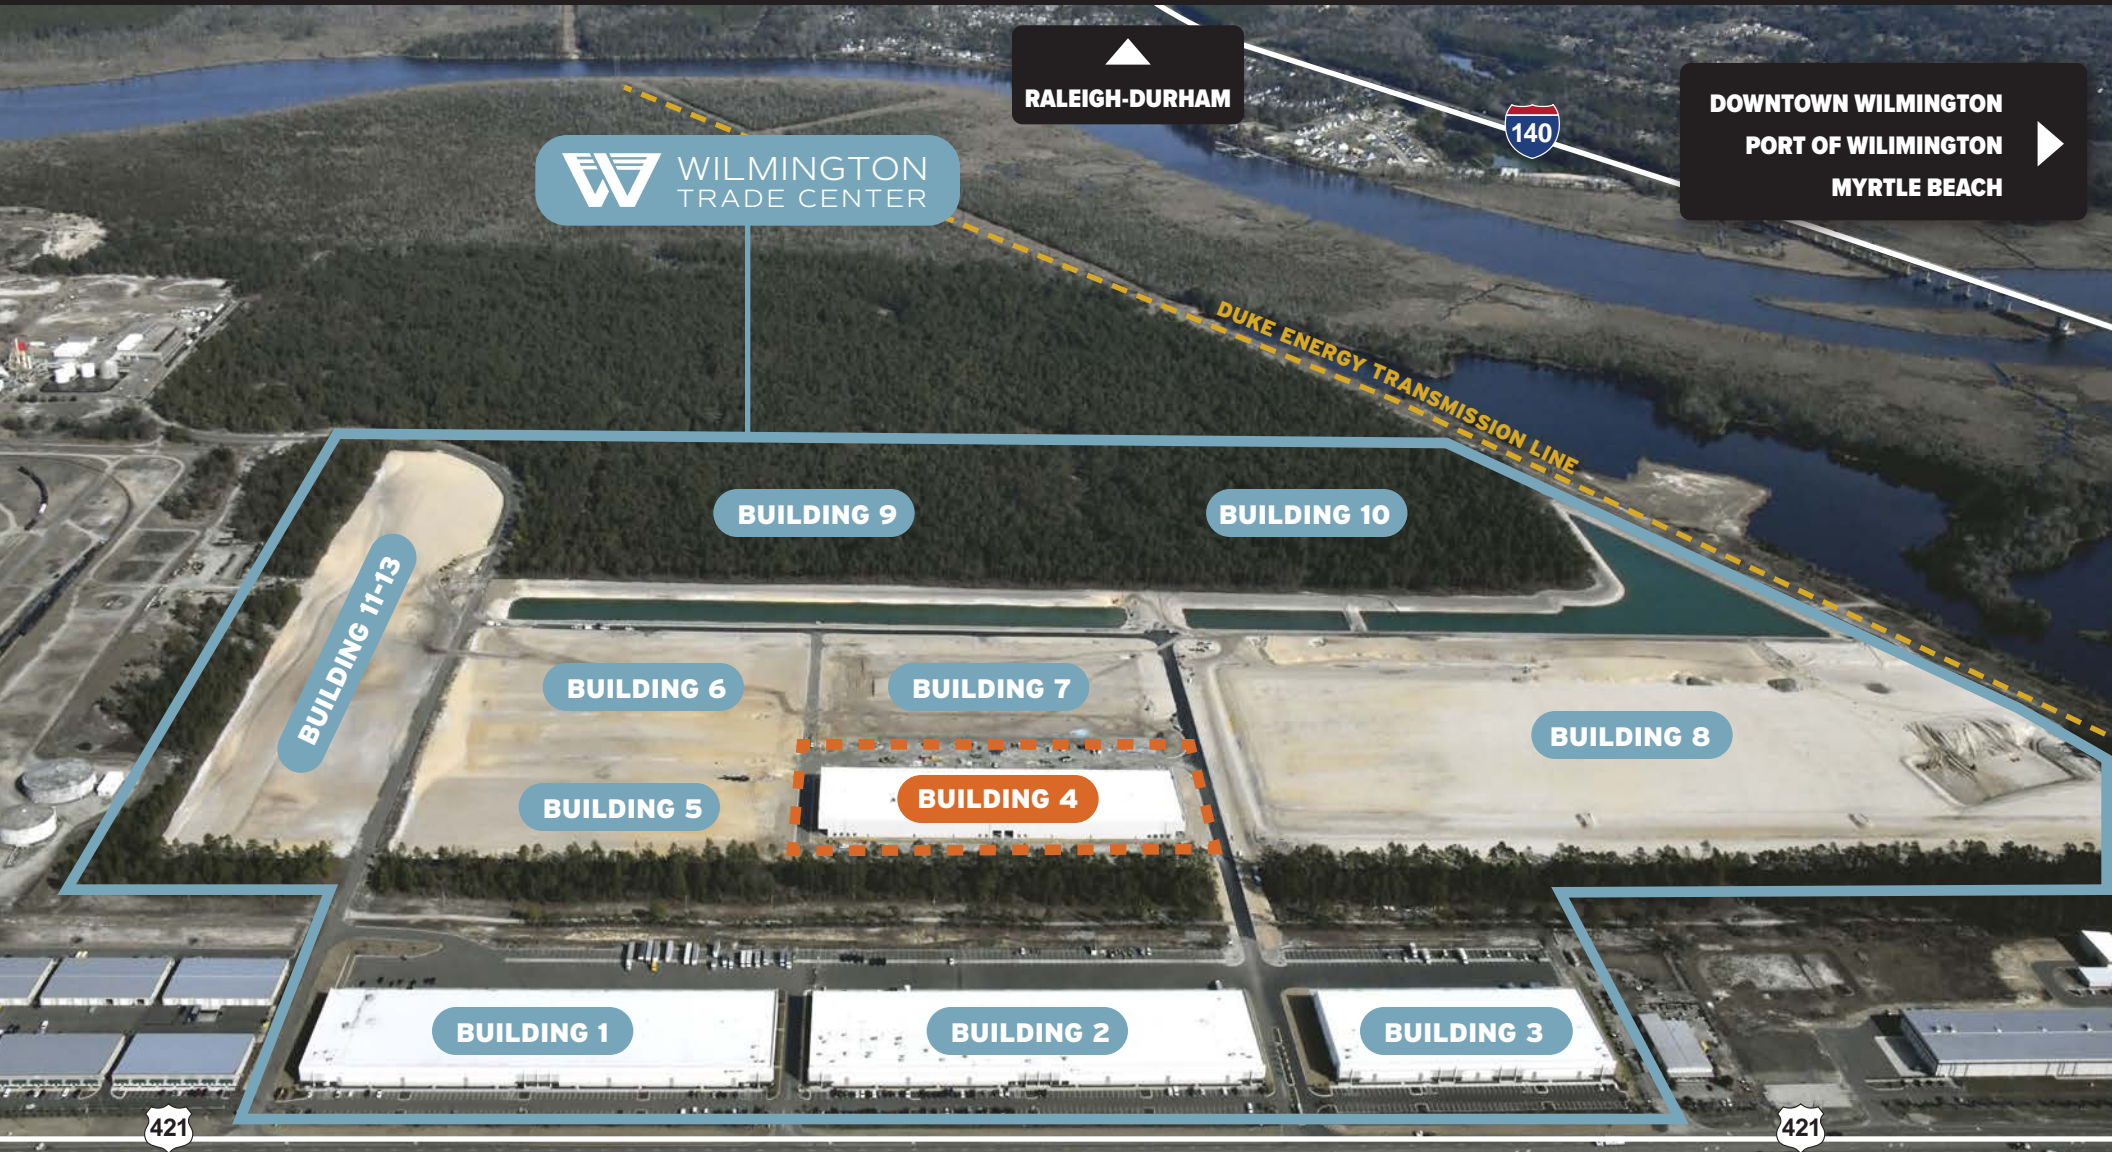 RALEIGH-DURHAM
140
DOWNTOWN WILMINGTON
PORT OF WILIMINGTON
MYRTLE BEACH
WILMINGTON
TRADE CENTER
DUKE ENERGY TRANSMISSION LINE
BUILDING 9
BUILDING 10
BUILDING 11-13
BUILDING 6
BUILDING 7
BUILDING 8
BUILDING 5
BUILDING 4
BUILDING 1
BUILDING 2
BUILDING 3
421
421